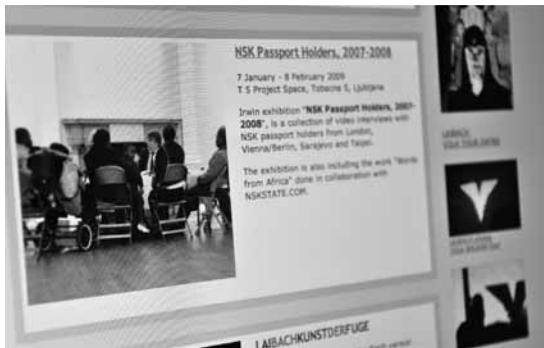 NSK Passport Holders, 2007-2008
7 January - 8 February 2009
T S Project Space, Tobacna 5, Ljubjana
Irwin exhibition "NSK Passport Holders, 2007-
2008", is a collection of video interviews with
NSK passport holders from London,
Vienna/Berlin, Sarajevo and Taipei.
The exhibition is also including the work "Words
from Africa" done in collaboration with
NSKSTATE.COM.
LAIBACH
LAIBACHKUNSTDERFUGE